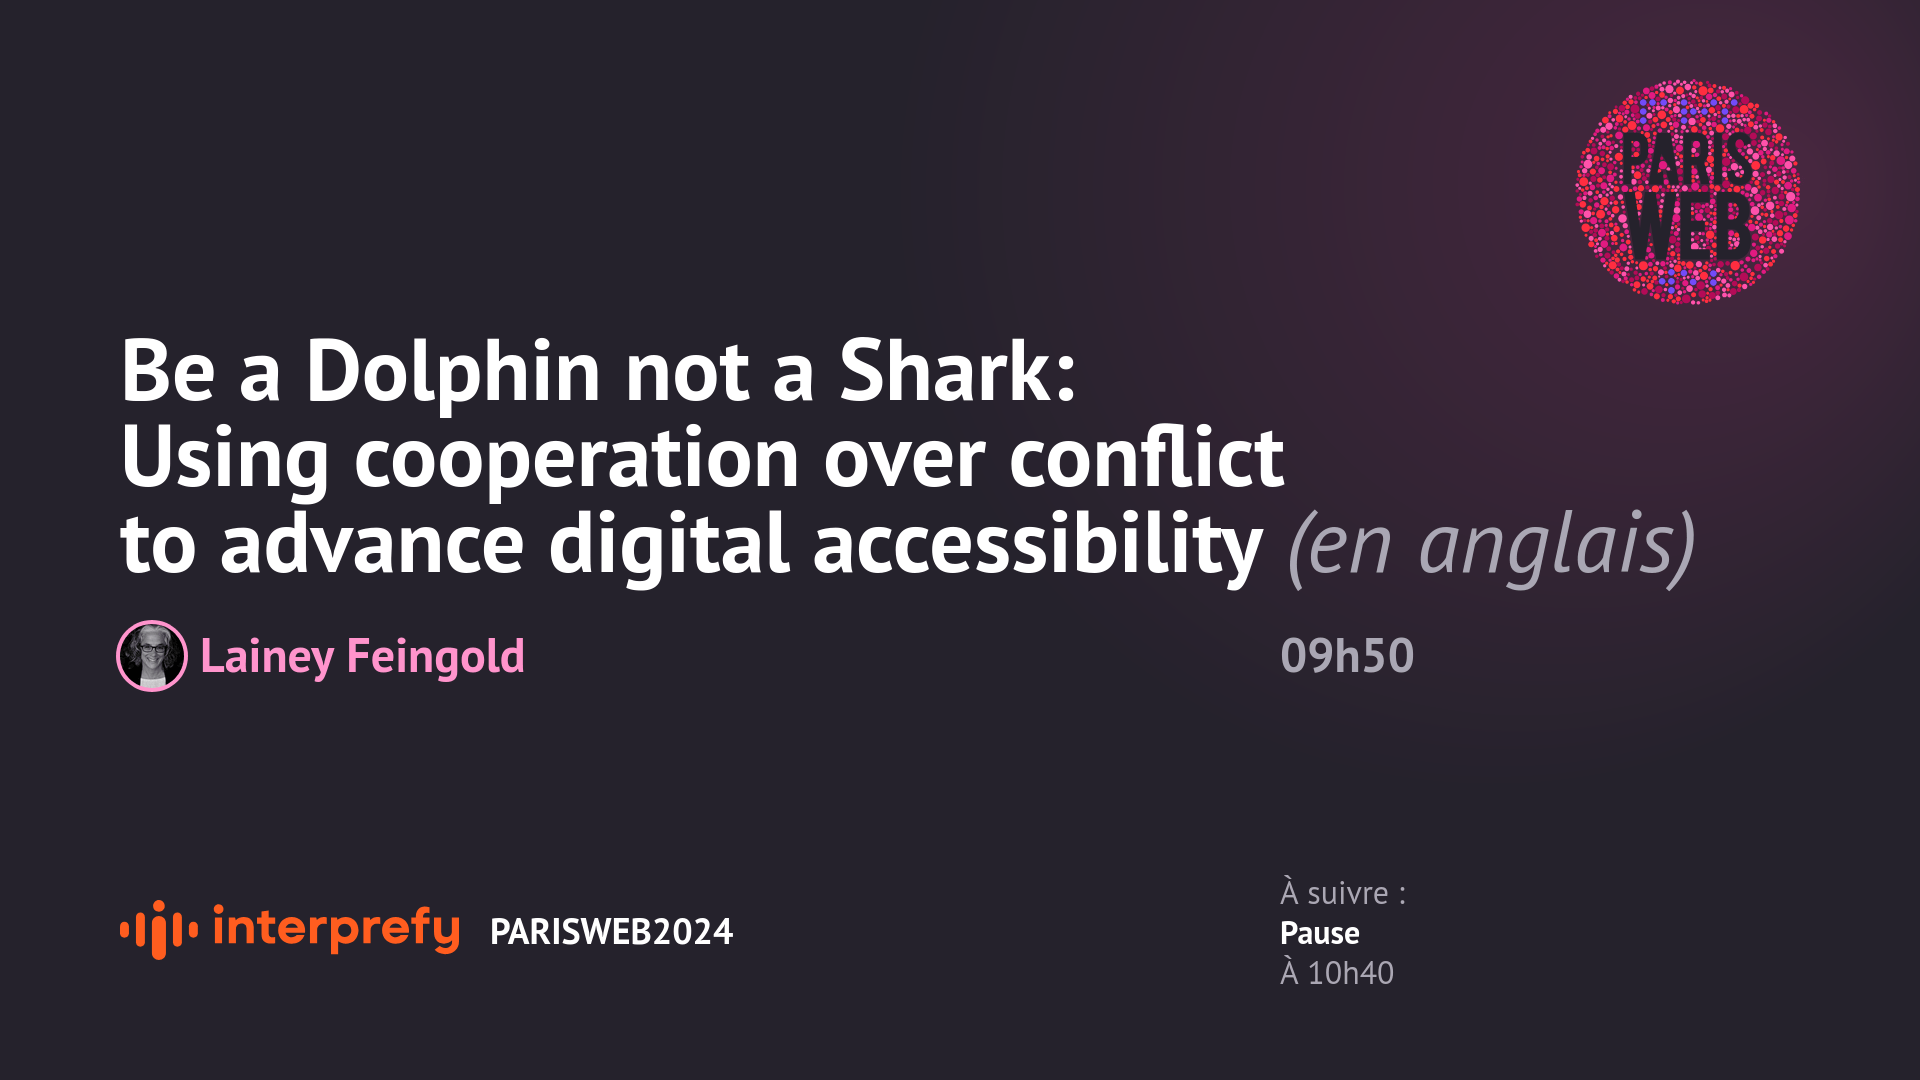 PARIS
WEB
Be a Dolphin not a Shark:
Using cooperation over conflict
to advance digital accessibility (en anglais)
Lainey Feingold
09h50
interprefy PARISWEB2024
À suivre :
Pause
À 10h40